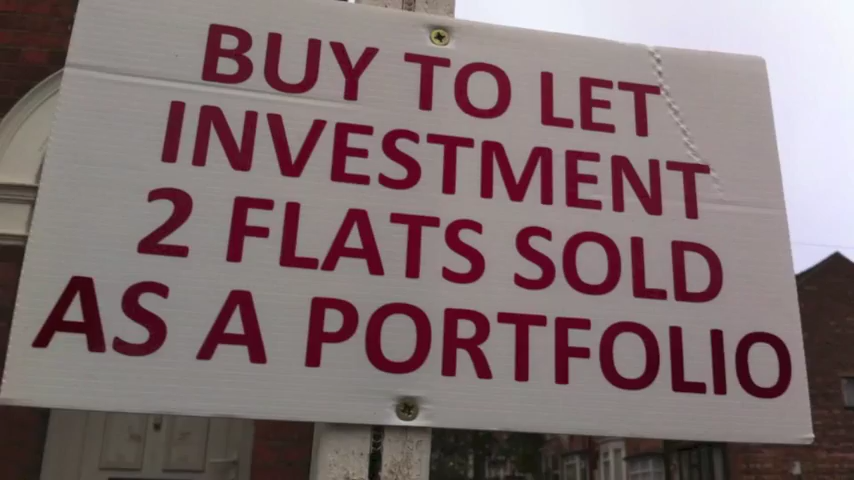 BUY TO LET
INVESTMENT
2 FLATS SOLD
AS A PORTFOLIO